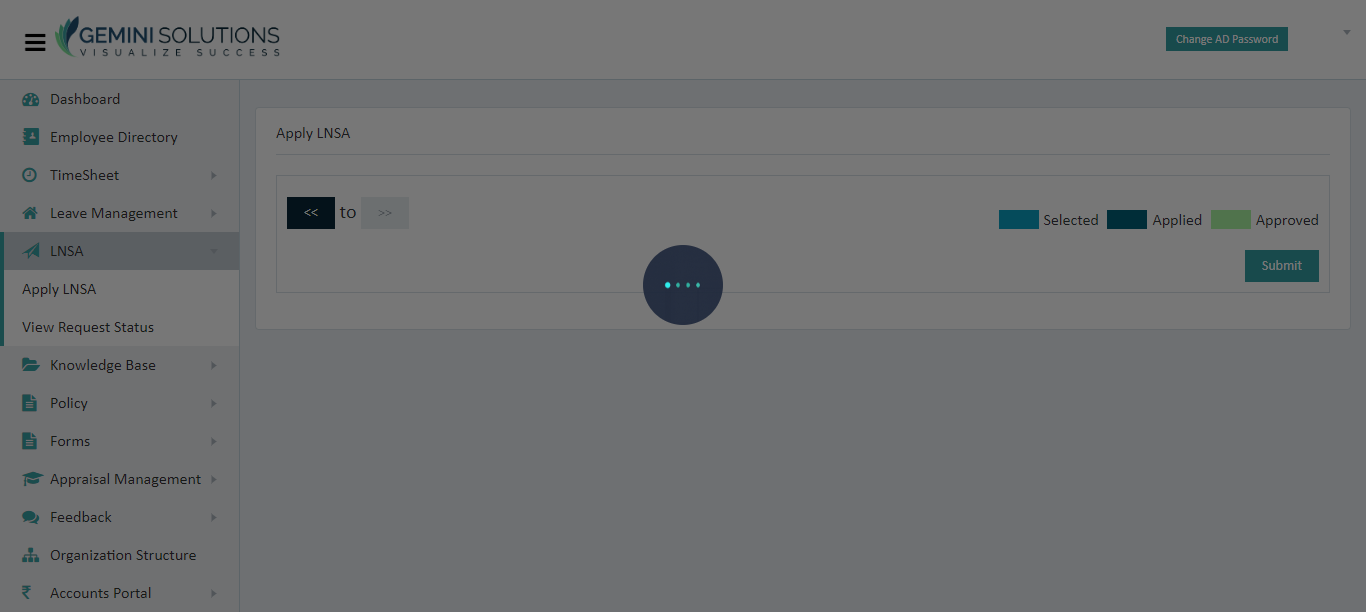 GEMINI SOLUTIONS
VISUALIZE SUCCESS
Change AD Password
Dashboard
Employee Directory
TimeSheet
Leave Management
LNSA
Apply LNSA
View Request Status
Knowledge Base
Policy
Forms
Appraisal Management
Feedback
Organization Structure
₹ Accounts Portal
Apply LNSA
<< to >>
Selected Applied Approved
Submit